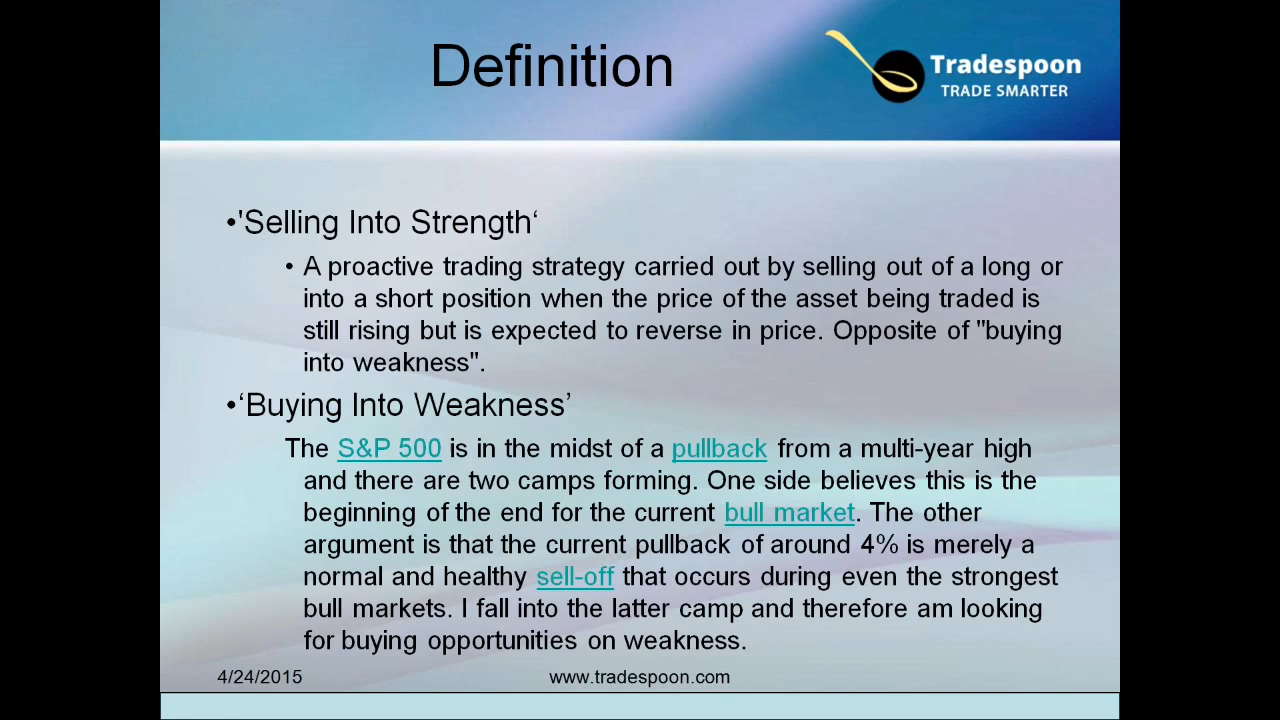 Definition
Tradespoon
TRADE SMARTER
•'Selling Into Strength‘
• A proactive trading strategy carried out by selling out of a long or
into a short position when the price of the asset being traded is
still rising but is expected to reverse in price. Opposite of "buying
into weakness".
•‘Buying Into Weakness’
The S&P 500 is in the midst of a pullback from a multi-year high
and there are two camps forming. One side believes this is the
beginning of the end for the current bull market. The other
argument is that the current pullback of around 4% is merely a
normal and healthy sell-off that occurs during even the strongest
bull markets. I fall into the latter camp and therefore am looking
for buying opportunities on weakness.
4/24/2015
www.tradespoon.com